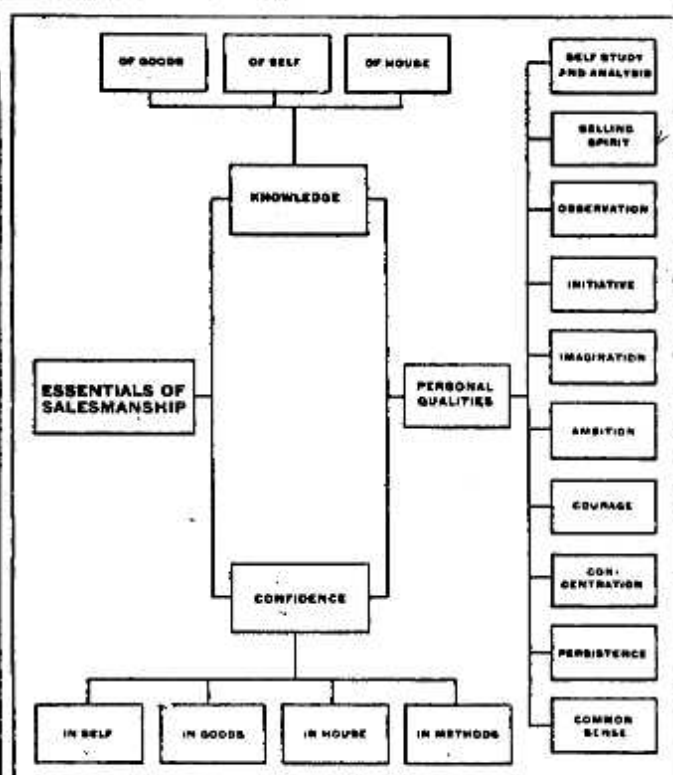 OF GOODS
OF SELF
OF HOUSE
KNOWLEDGE
ESSENTIALS OF
SALESMANSHIP
PERSONAL
QUALITIES
CONFIDENCE
IN SELF
IN GOODS
IN HOUSE
IN METHODS
SELF STUDY
AND ANALYSIS
SELLING
SPIRIT
OBSERVATION
INITIATIVE
IMAGINATION
AMBITION
COURAGE
CON-
CENTRATION
PERSISTENCE
COMMON
SENSE